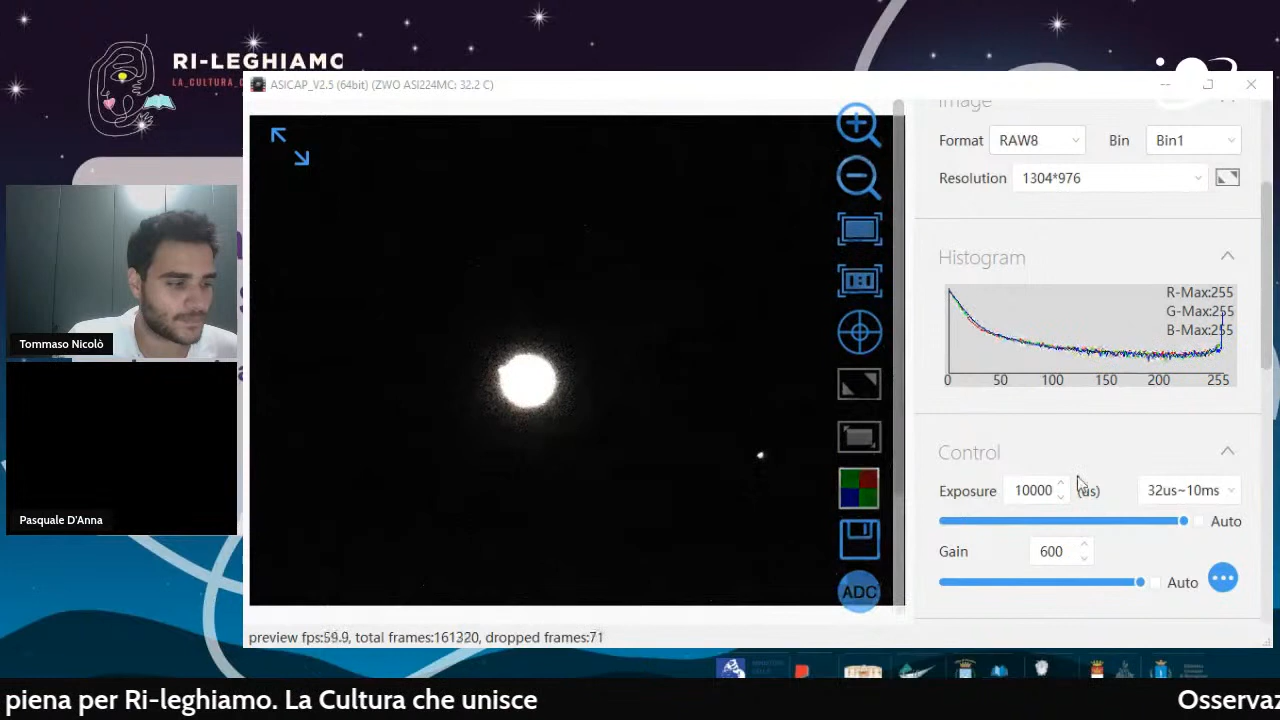 RI-LEGHIAMO
LA_CULTURA_C
ASICAP_V2.5 (64bit) (ZWO ASI224MC: 32.2 C)
Image
Format RAW8 Bin Bin1
Resolution 1304*976
Histogram
R-Max:255
G-Max:255
B-Max:255
0 50 100 150 200 255
Control
Exposure 10000 (us) 32us~10ms
Auto
Gain 600
Auto
ADC
preview fps:59.9, total frames:161320, dropped frames:71
Tommaso Nicolò
Pasquale D'Anna
piena per Ri-leghiamo. La Cultura che unisce
Osservaz